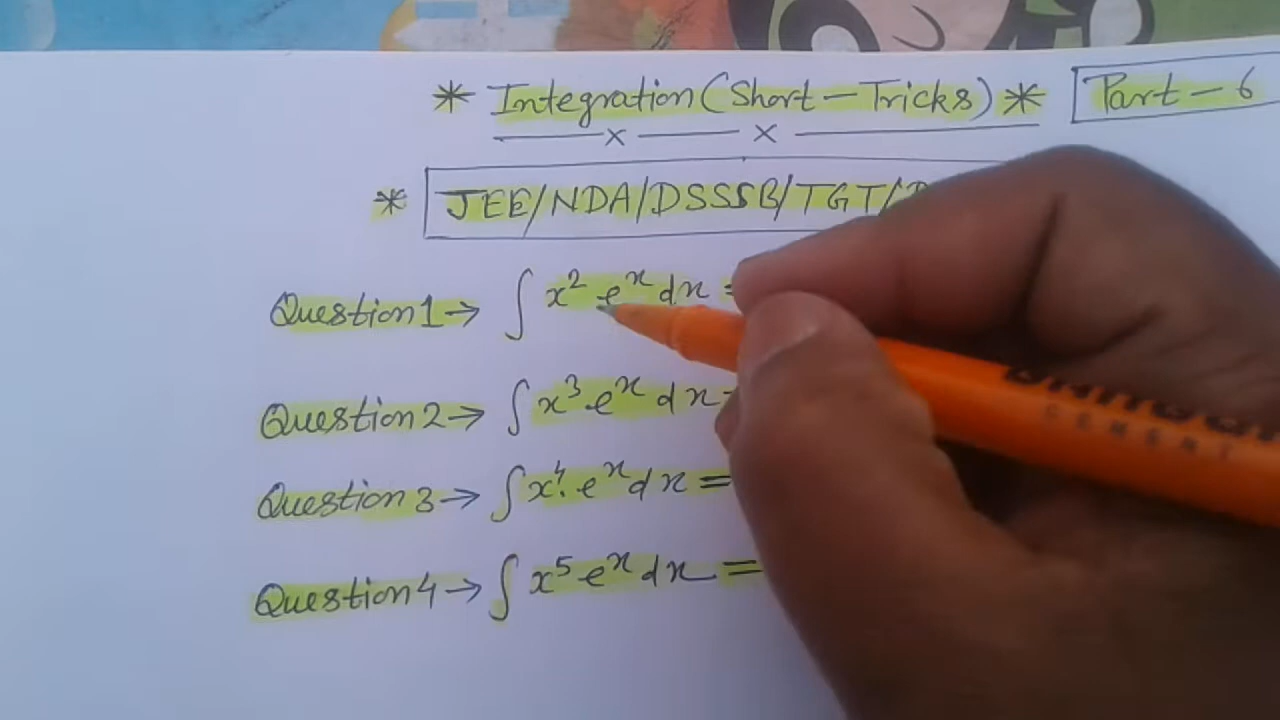 * Integration (Short-Tricks) * Part-6
* JEE/NDA/DSSSB/TGT/
Question 1 → ∫ x² e^x dx =
Question 2 → ∫ x³·e^x dx
Question 3 → ∫ x⁴·e^x dx =
Question 4 → ∫ x⁵ e^x dx =
CEMENT